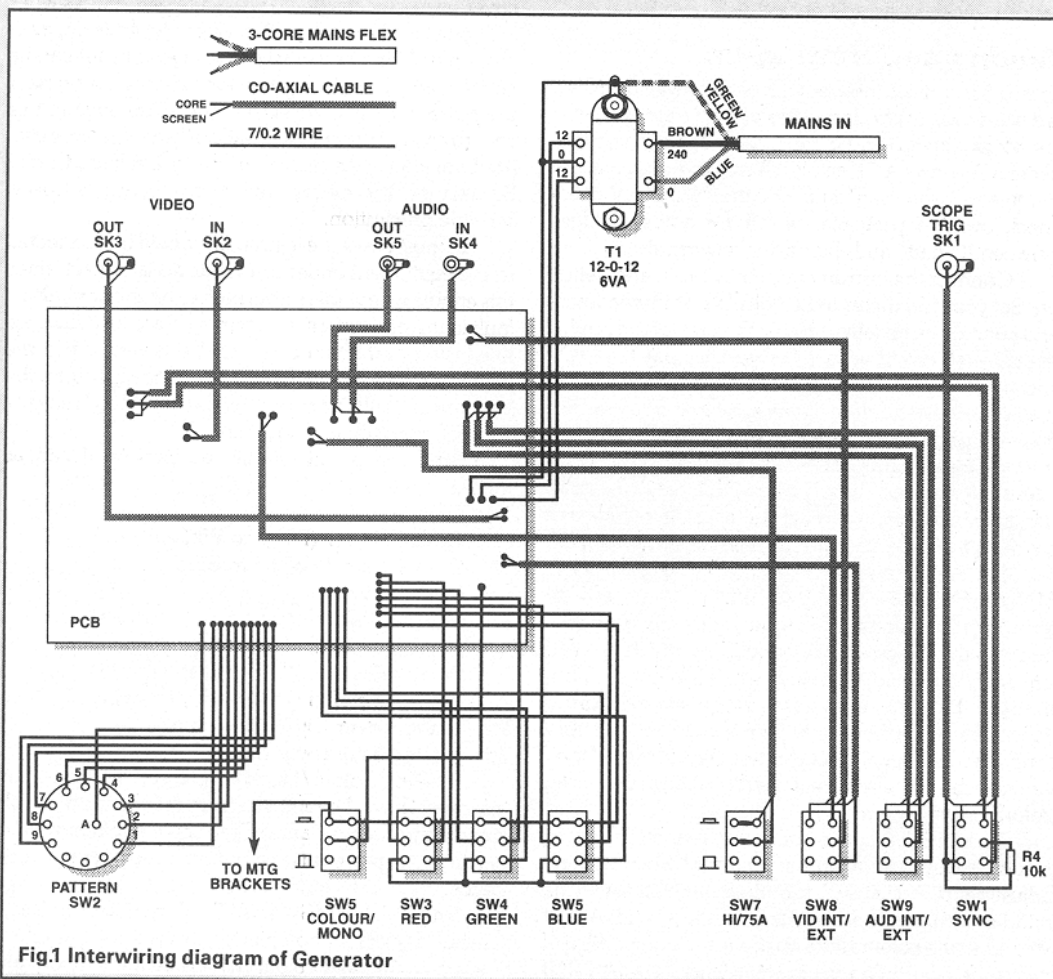 3-CORE MAINS FLEX
CO-AXIAL CABLE
CORE
SCREEN
7/0.2 WIRE
GREEN/
YELLOW
BROWN
240
BLUE
0
MAINS IN
12
0
12
T1
12-0-12
6VA
VIDEO
OUT
SK3
IN
SK2
AUDIO
OUT
SK5
IN
SK4
SCOPE
TRIG
SK1
PCB
1
2
3
4
5
6
7
8
9
A
PATTERN
SW2
TO MTG
BRACKETS
SW5
COLOUR/
MONO
SW3
RED
SW4
GREEN
SW5
BLUE
SW7
HI/75A
SW8
VID INT/
EXT
SW9
AUD INT/
EXT
SW1
SYNC
R4
10k
Fig.1 Interwiring diagram of Generator